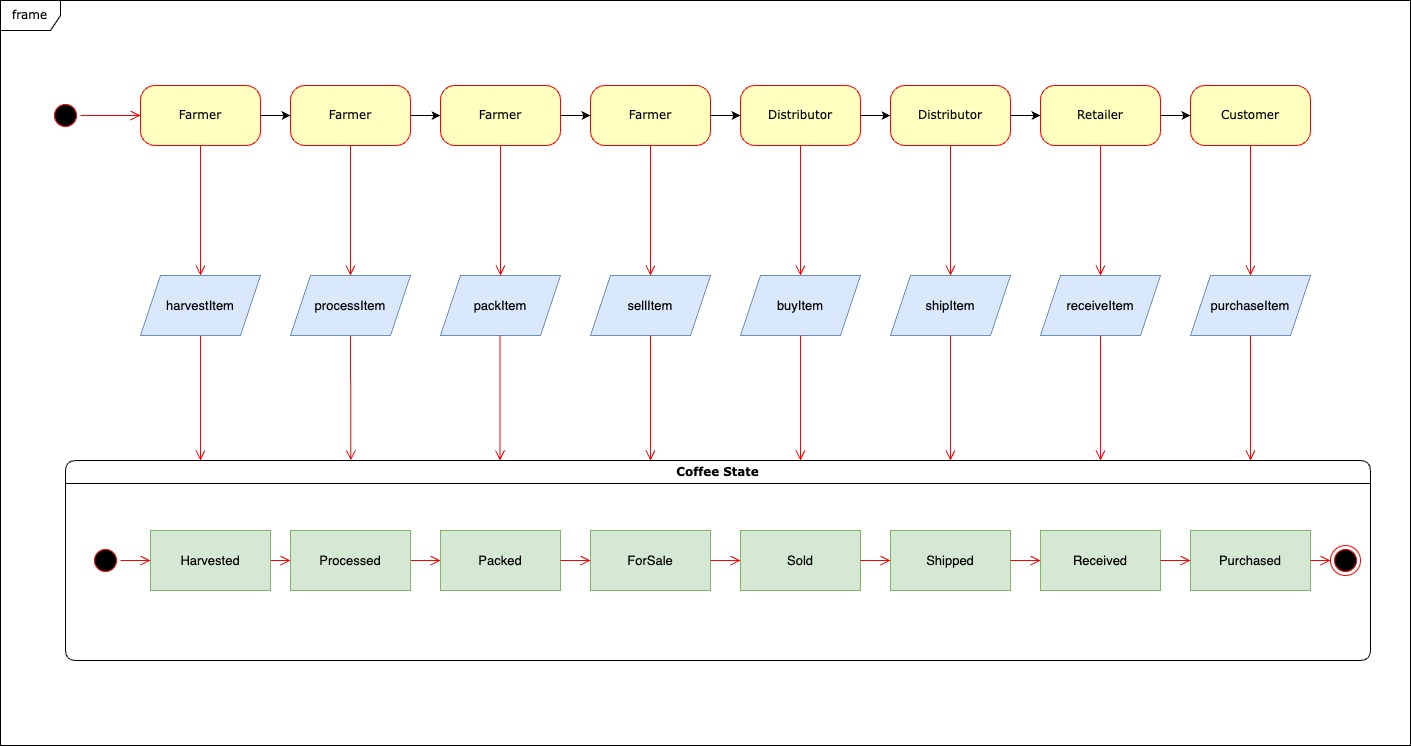 frame
Farmer
Farmer
Farmer
Farmer
Distributor
Distributor
Retailer
Customer
harvestItem
processItem
packItem
sellItem
buyItem
shipItem
receiveItem
purchaseItem
Coffee State
Harvested
Processed
Packed
ForSale
Sold
Shipped
Received
Purchased